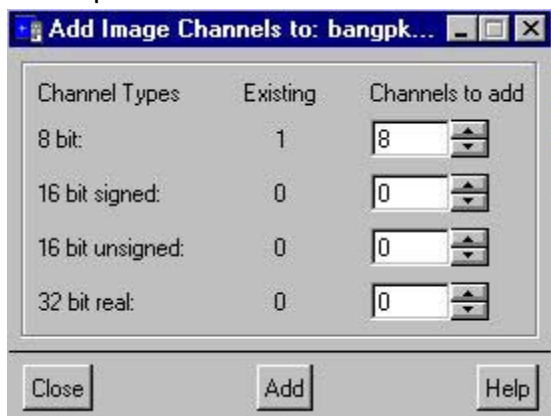 Add Image Channels to: bangpk...
Channel Types Existing Channels to add
8 bit: 1 8
16 bit signed: 0 0
16 bit unsigned: 0 0
32 bit real: 0 0
Close Add Help